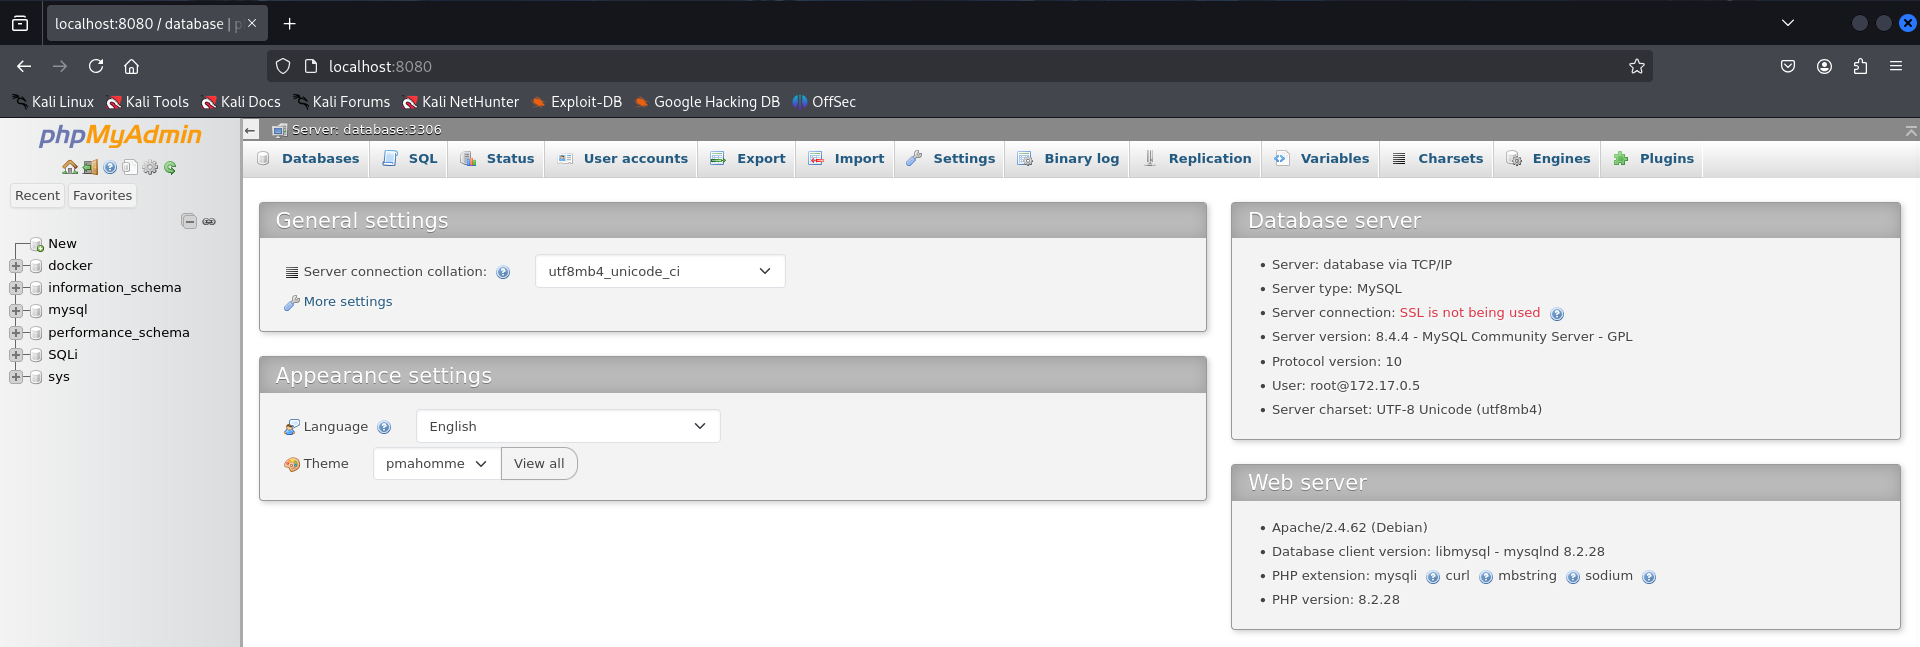 localhost:8080 / database | p
localhost:8080
Kali Linux Kali Tools Kali Docs Kali Forums Kali NetHunter Exploit-DB Google Hacking DB OffSec
phpMyAdmin
Recent Favorites
New
docker
information_schema
mysql
performance_schema
SQLi
sys
Server: database:3306
Databases SQL Status User accounts Export Import Settings Binary log Replication Variables Charsets Engines Plugins
General settings
Server connection collation: utf8mb4_unicode_ci
More settings
Appearance settings
Language English
Theme pmahomme View all
Database server
• Server: database via TCP/IP
• Server type: MySQL
• Server connection: SSL is not being used
• Server version: 8.4.4 - MySQL Community Server - GPL
• Protocol version: 10
• User: root@172.17.0.5
• Server charset: UTF-8 Unicode (utf8mb4)
Web server
• Apache/2.4.62 (Debian)
• Database client version: libmysql - mysqlnd 8.2.28
• PHP extension: mysqli curl mbstring sodium
• PHP version: 8.2.28